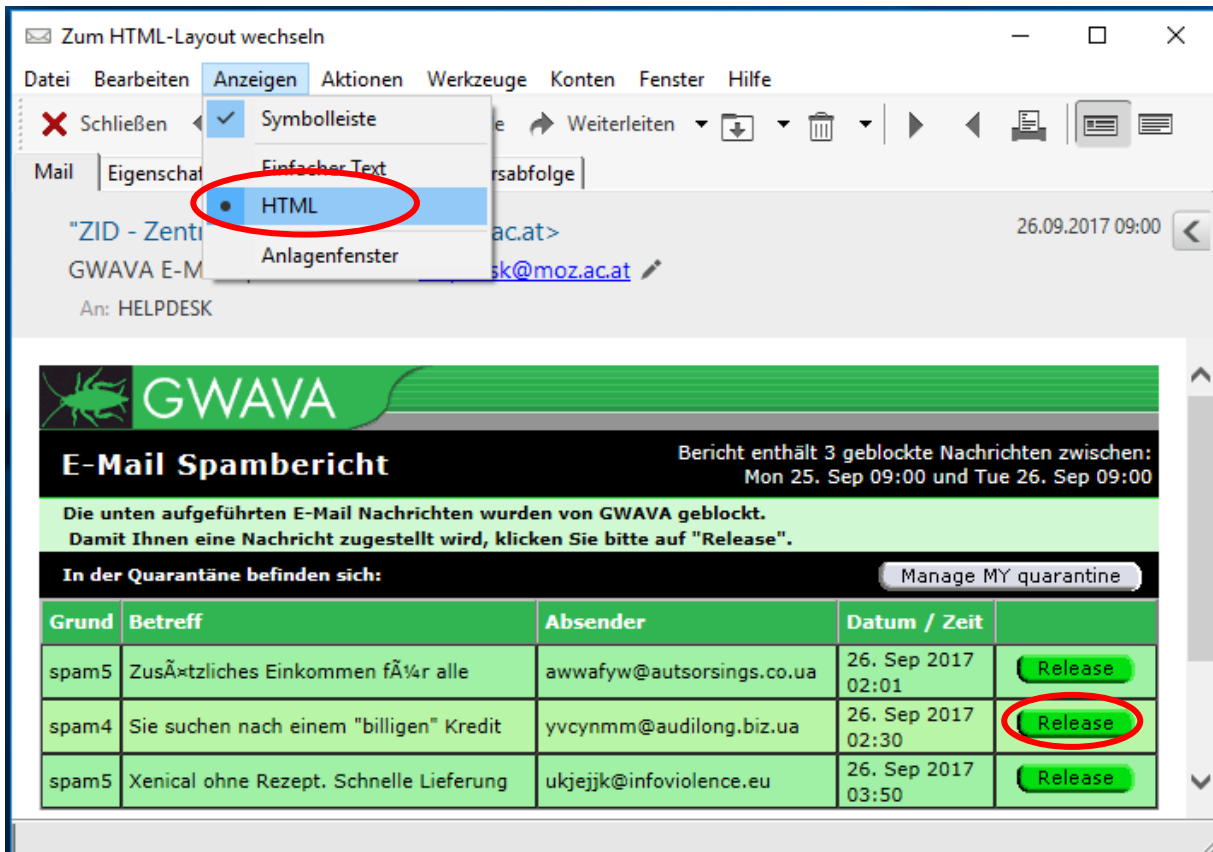 Zum HTML-Layout wechseln
Datei Bearbeiten Anzeigen Aktionen Werkzeuge Konten Fenster Hilfe
Schließen Weiterleiten
Symbolleiste
Einfacher Text
HTML
Anlagenfenster
Mail
"ZID - ac.at> 26.09.2017 09:00
GWAVA @moz.ac.at
An: HELPDESK
GWAVA
E-Mail Spambericht
Bericht enthält 3 geblockte Nachrichten zwischen:
Mon 25. Sep 09:00 und Tue 26. Sep 09:00
Die unten aufgeführten E-Mail Nachrichten wurden von GWAVA geblockt.
Damit Ihnen eine Nachricht zugestellt wird, klicken Sie bitte auf "Release".
In der Quarantäne befinden sich: Manage MY quarantine
Grund Betreff Absender Datum / Zeit
spam5 ZusÃ¤tzliches Einkommen fÃ¼r alle awwafyw@autsorsings.co.ua 26. Sep 2017 02:01 Release
spam4 Sie suchen nach einem "billigen" Kredit yvcynmm@audilong.biz.ua 26. Sep 2017 02:30 Release
spam5 Xenical ohne Rezept. Schnelle Lieferung ukjejjk@infoviolence.eu 26. Sep 2017 03:50 Release